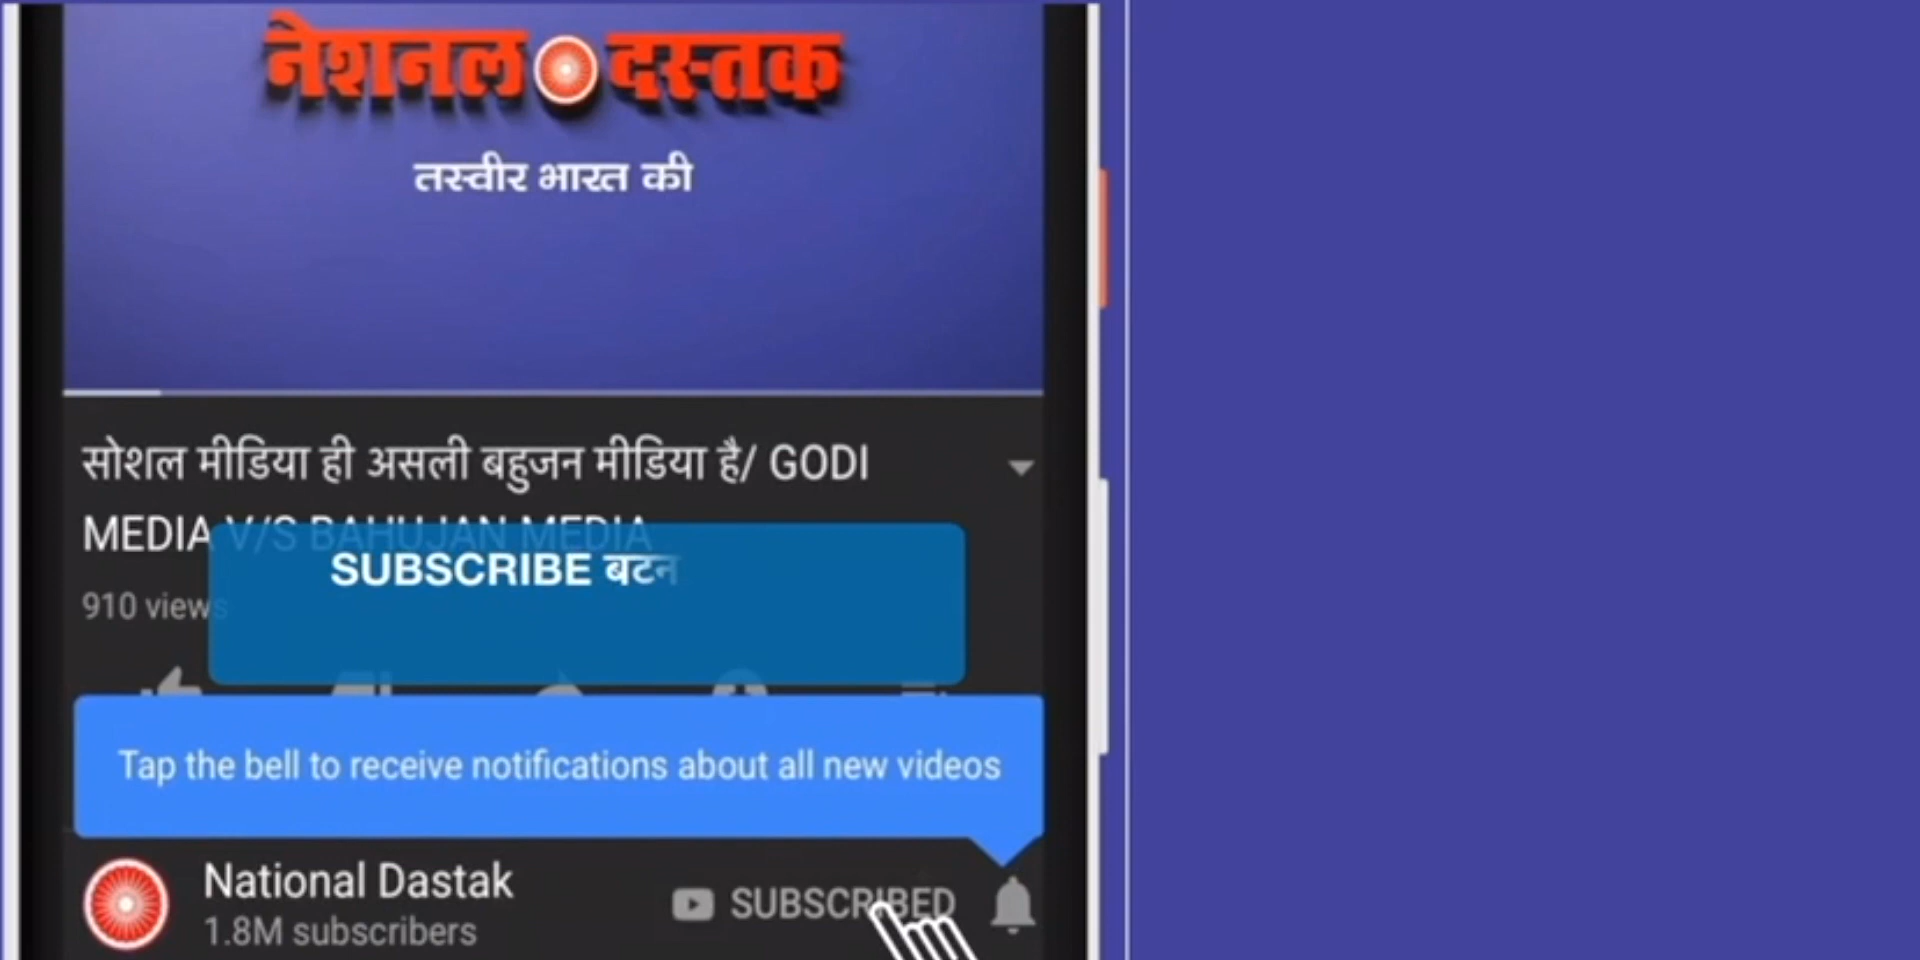 नेशनल दस्तक
तस्वीर भारत की
सोशल मीडिया ही असली बहुजन मीडिया है/ GODI
MEDIA V/S BAHUJAN MEDIA
SUBSCRIBE बटन
910 views
Tap the bell to receive notifications about all new videos
National Dastak
SUBSCRIBED
1.8M subscribers